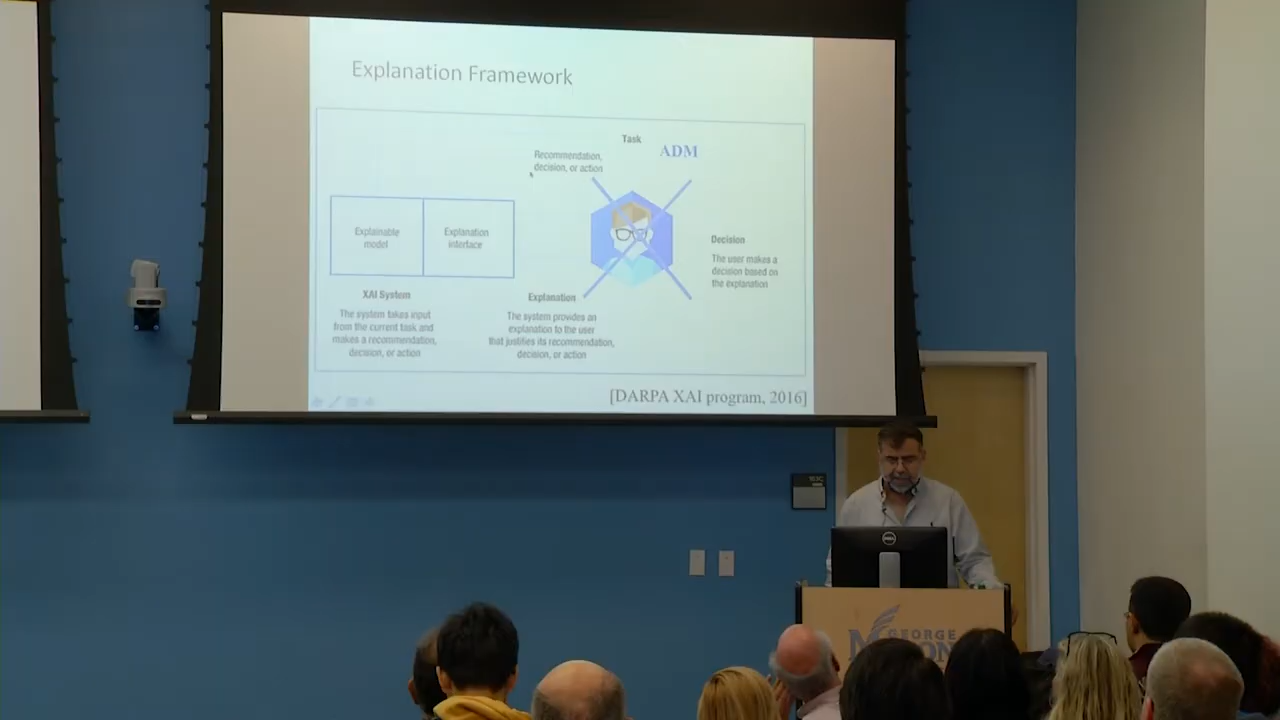 Explanation Framework
Task
ADM
Recommendation,
decision, or action
Explainable
model
Explanation
interface
Decision
The user makes a
decision based on
the explanation
XAI System
The system takes input
from the current task and
makes a recommendation,
decision, or action
Explanation
The system provides an
explanation to the user
that justifies its recommendation,
decision, or action
[DARPA XAI program, 2016]
DELL
GEORGE